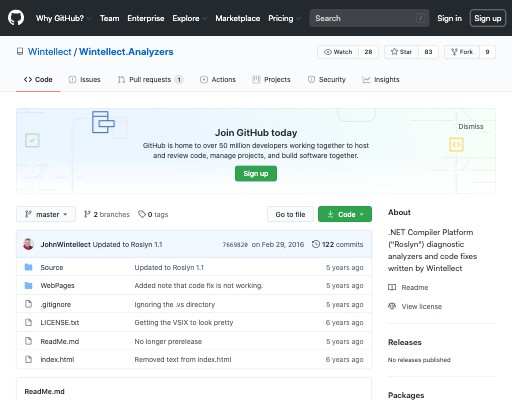 Why GitHub? Team Enterprise Explore Marketplace Pricing Search / Sign in Sign up
Wintellect / Wintellect.Analyzers Watch 28 Star 83 Fork 9
Code Issues Pull requests 1 Actions Projects Security Insights
Join GitHub today
Dismiss
GitHub is home to over 50 million developers working together to host
and review code, manage projects, and build software together.
Sign up
master 2 branches 0 tags Go to file Code
JohnWintellect Updated to Roslyn 1.1 7669820 on Feb 29, 2016 122 commits
Source Updated to Roslyn 1.1 5 years ago
WebPages Added note that code fix is not working. 5 years ago
.gitignore Ignoring the .vs directory 5 years ago
LICENSE.txt Getting the VSIX to look pretty 6 years ago
ReadMe.md No longer prerelease 5 years ago
index.html Removed text from index.html 6 years ago
ReadMe.md
About
.NET Compiler Platform
("Roslyn") diagnostic
analyzers and code fixes
written by Wintellect
Readme
View license
Releases
No releases published
Packages